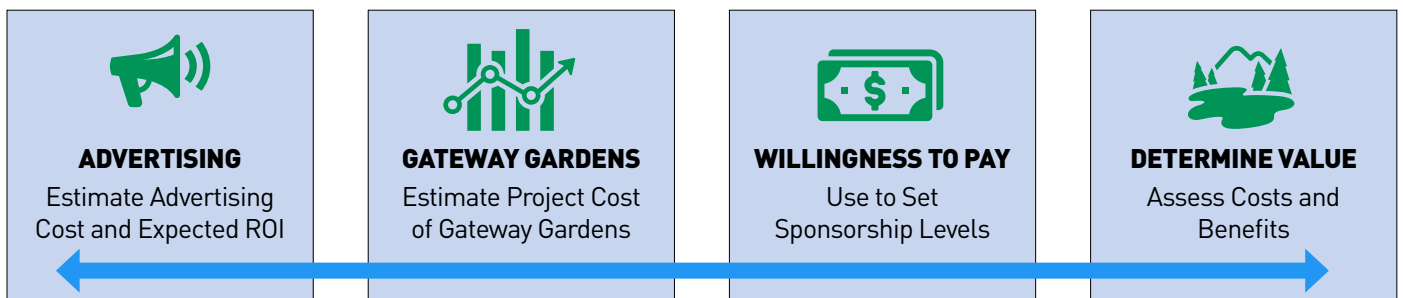 ADVERTISING
Estimate Advertising
Cost and Expected ROI
GATEWAY GARDENS
Estimate Project Cost
of Gateway Gardens
$
WILLINGNESS TO PAY
Use to Set
Sponsorship Levels
DETERMINE VALUE
Assess Costs and
Benefits